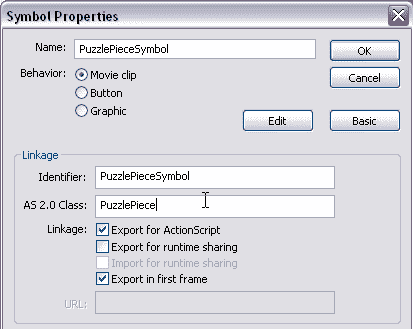 Symbol Properties
Name: PuzzlePieceSymbol OK
Behavior: Movie clip Cancel
Button
Graphic Edit Basic
Linkage
Identifier: PuzzlePieceSymbol
AS 2.0 Class: PuzzlePiece
Linkage: Export for ActionScript
Export for runtime sharing
Import for runtime sharing
Export in first frame
URL: